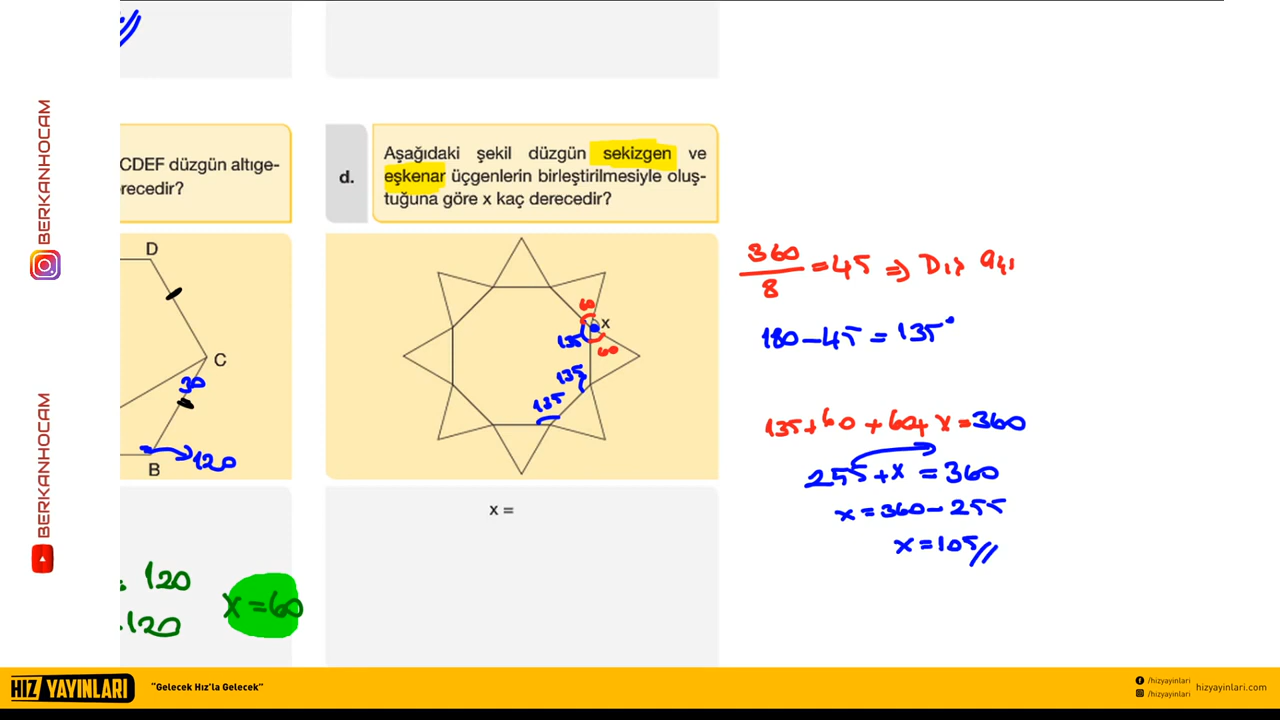 BERKANHOCAM
BERKANHOCAM
CDEF düzgün altıge-
recedir?
D
C
30
B
120
120
120
x = 60
d.
Aşağıdaki şekil düzgün sekizgen ve
eşkenar üçgenlerin birleştirilmesiyle oluş-
tuğuna göre x kaç derecedir?
60
x
135
60
135
135
x =
360/8 = 45 ⇒ Dış açı
180 - 45 = 135°
135 + 60 + 60 + x = 360
255 + x = 360
x = 360 - 255
x = 105//
HIZ YAYINLARI
"Gelecek Hız'la Gelecek"
/hizyayinlari
/hizyayinlari
hizyayinlari.com